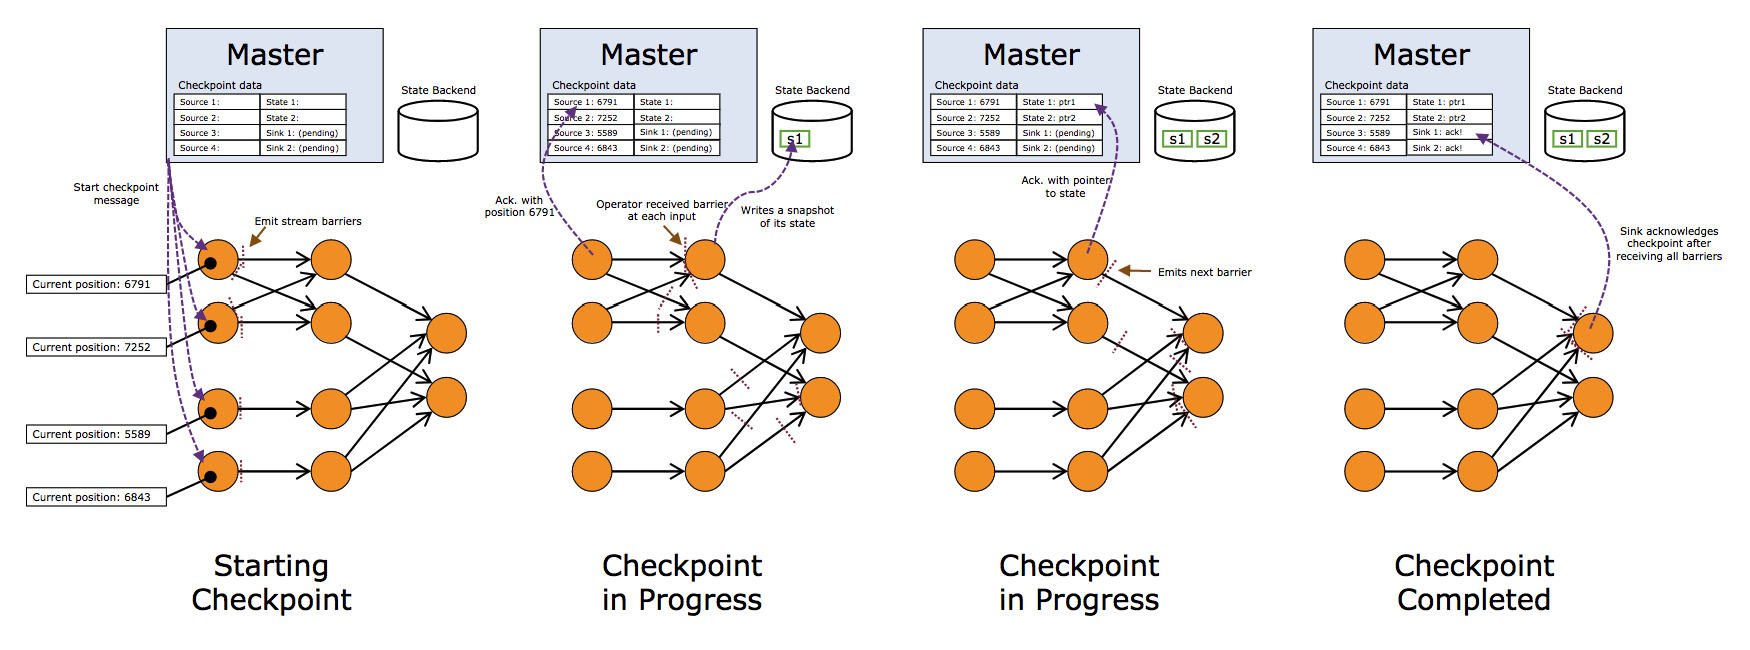 Master
Checkpoint data
Source 1:
State 1:
Source 2:
State 2:
Source 3:
Sink 1: (pending)
Source 4:
Sink 2: (pending)
State Backend
Start checkpoint
message
Emit stream barriers
Current position: 6791
Current position: 7252
Current position: 5589
Current position: 6843
Starting
Checkpoint
Master
Checkpoint data
Source 1: 6791
State 1:
Source 2: 7252
State 2:
Source 3: 5589
Sink 1: (pending)
Source 4: 6843
Sink 2: (pending)
State Backend
s1
Ack. with
position 6791
Operator received barrier
at each input
Writes a snapshot
of its state
Checkpoint
in Progress
Master
Checkpoint data
Source 1: 6791
State 1: ptr1
Source 2: 7252
State 2: ptr2
Source 3: 5589
Sink 1: (pending)
Source 4: 6843
Sink 2: (pending)
State Backend
s1
s2
Ack. with pointer
to state
Emits next barrier
Checkpoint
in Progress
Master
Checkpoint data
Source 1: 6791
State 1: ptr1
Source 2: 7252
State 2: ptr2
Source 3: 5589
Sink 1: ack!
Source 4: 6843
Sink 2: ack!
State Backend
s1
s2
Sink acknowledges
checkpoint after
receiving all barriers
Checkpoint
Completed